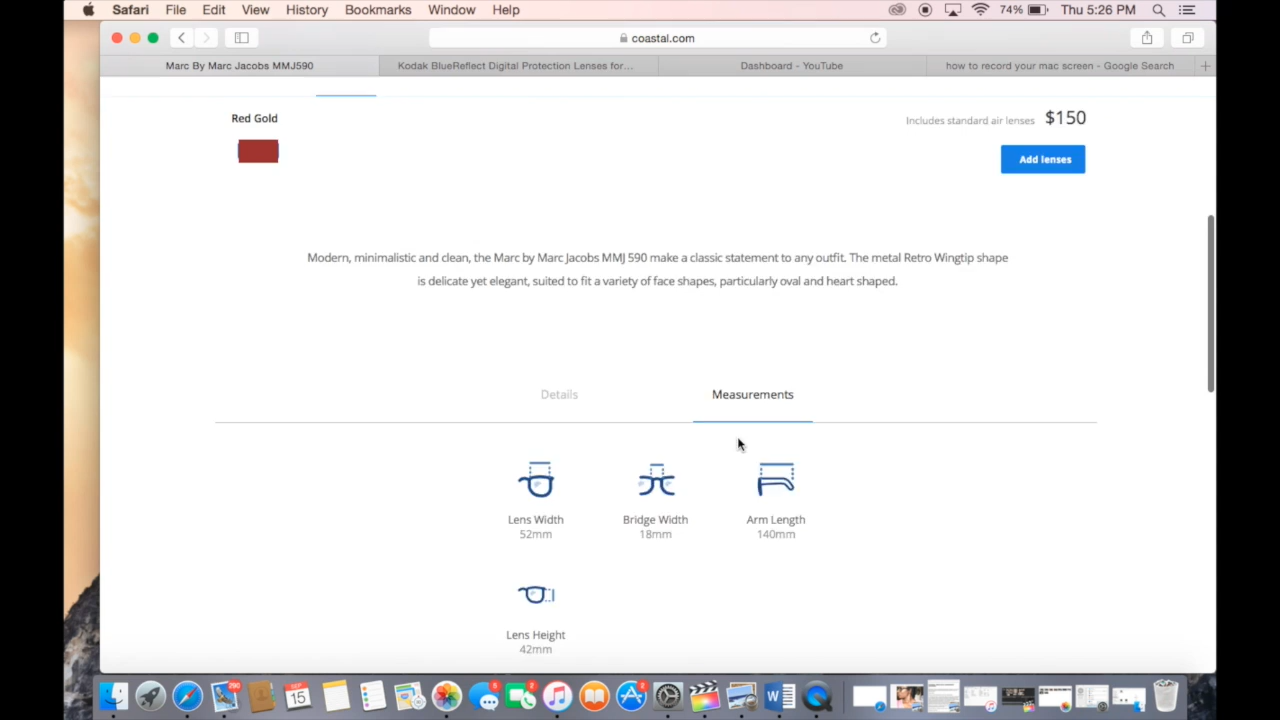 Safari File Edit View History Bookmarks Window Help 74% Thu 5:26 PM
coastal.com
Marc By Marc Jacobs MMJ590 Kodak BlueReflect Digital Protection Lenses for... Dashboard - YouTube how to record your mac screen - Google Search
Red Gold
Includes standard air lenses $150
Add lenses
Modern, minimalistic and clean, the Marc by Marc Jacobs MMJ 590 make a classic statement to any outfit. The metal Retro Wingtip shape
is delicate yet elegant, suited to fit a variety of face shapes, particularly oval and heart shaped.
Details Measurements
Lens Width Bridge Width Arm Length
52mm 18mm 140mm
Lens Height
42mm